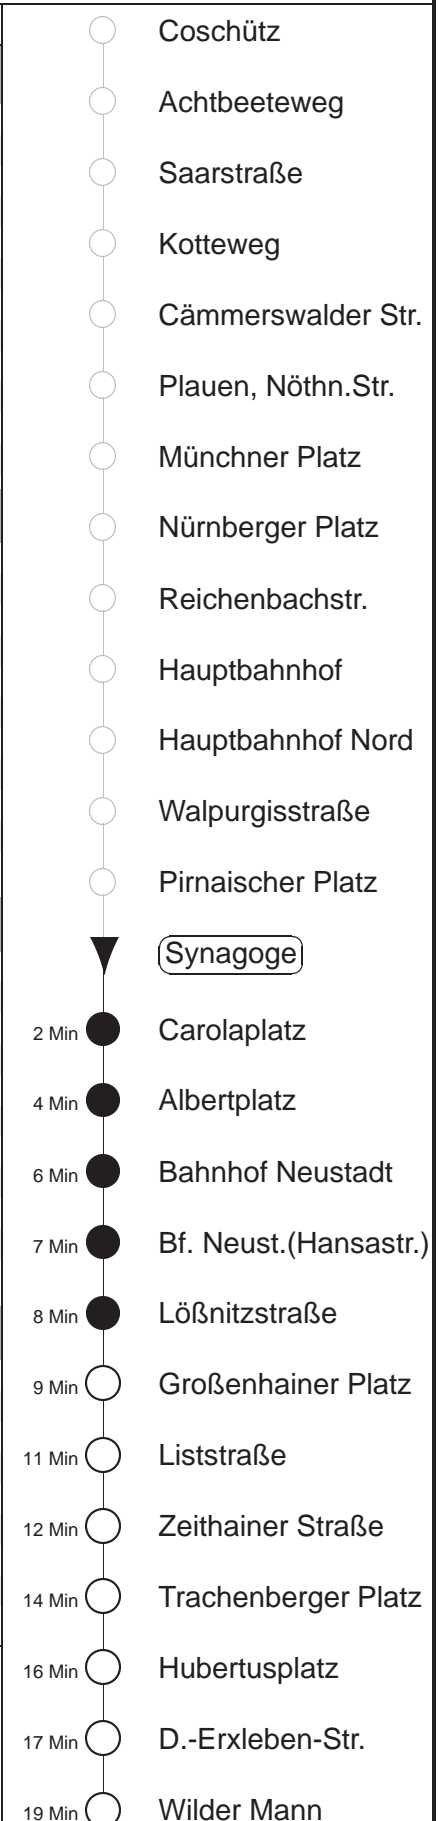 Coschütz
Achtbeeteweg
Saarstraße
Kotteweg
Cämmerswalder Str.
Plauen, Nöthn.Str.
Münchner Platz
Nürnberger Platz
Reichenbachstr.
Hauptbahnhof
Hauptbahnhof Nord
Walpurgisstraße
Pirnaischer Platz
Synagoge
2 Min Carolaplatz
4 Min Albertplatz
6 Min Bahnhof Neustadt
7 Min Bf. Neust.(Hansastr.)
8 Min Lößnitzstraße
9 Min Großenhainer Platz
11 Min Liststraße
12 Min Zeithainer Straße
14 Min Trachenberger Platz
16 Min Hubertusplatz
17 Min D.-Erxleben-Str.
19 Min Wilder Mann